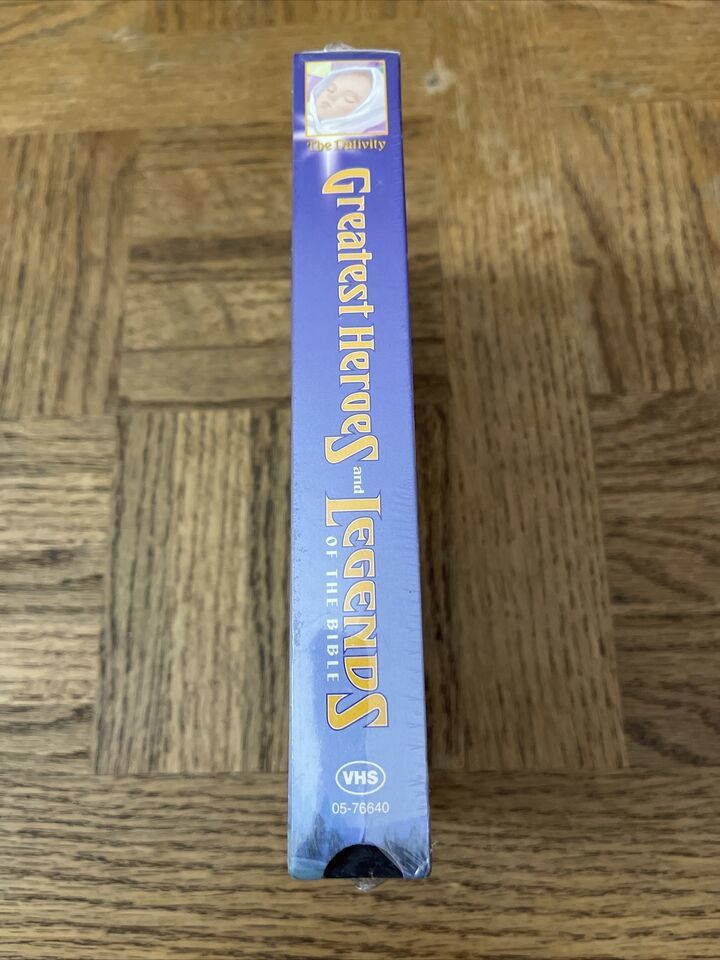 The Nativity
Greatest Heroes and Legends
OF THE BIBLE
VHS
05-76640